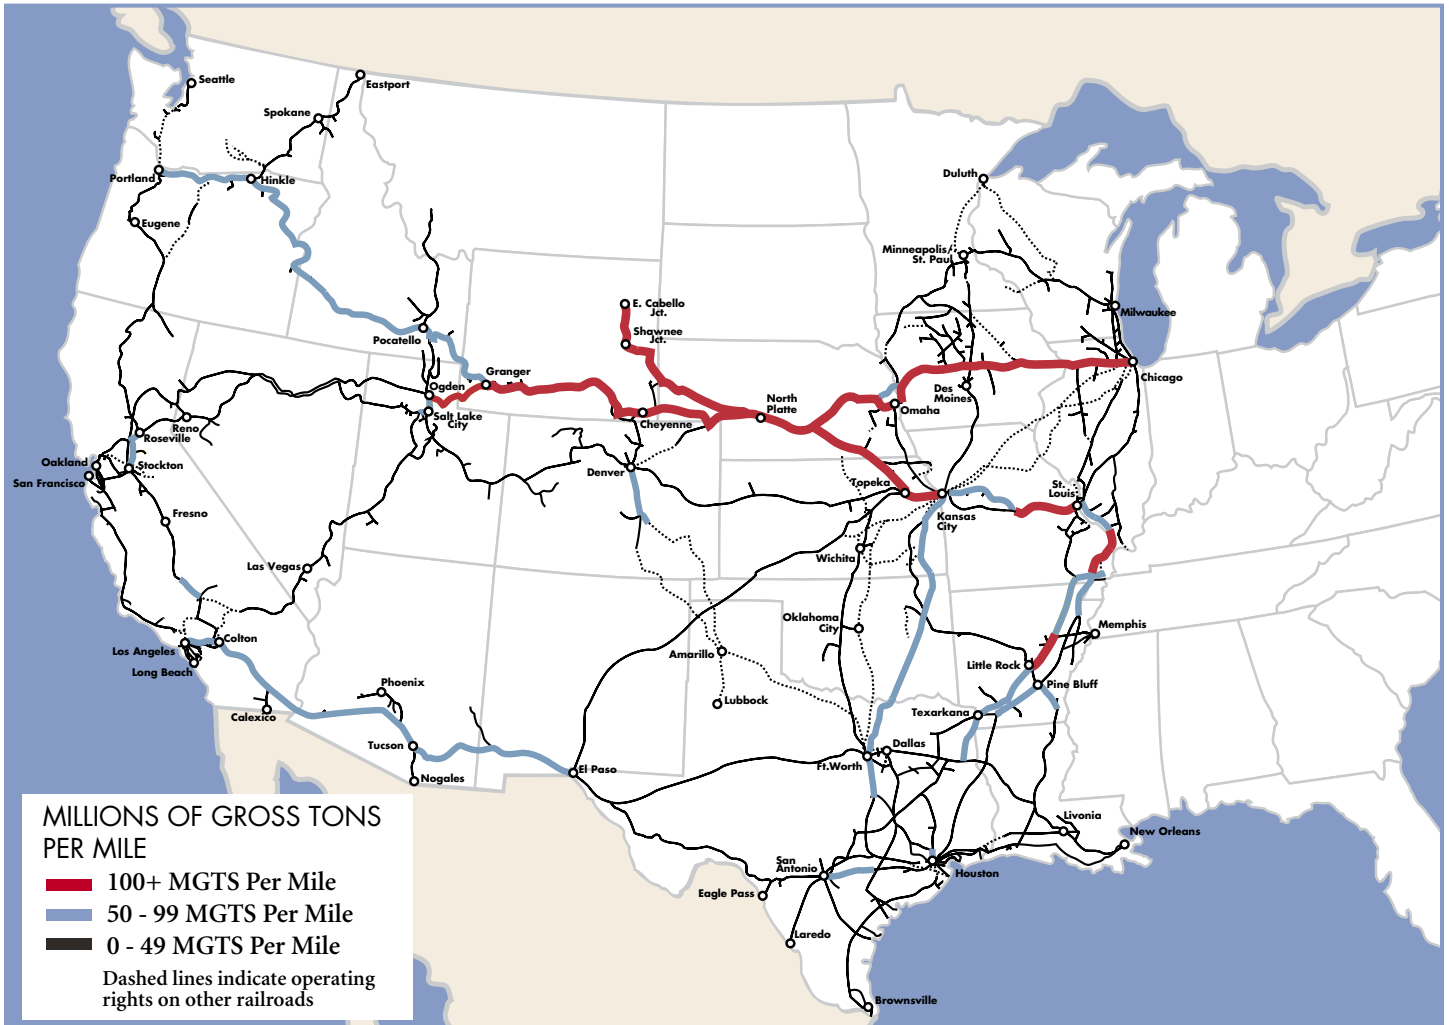 Seattle
Eastport
Spokane
Portland
Hinkle
Duluth
Eugene
Minneapolis/
St. Paul
E. Cabello
Jct.
Milwaukee
Shawnee
Jct.
Pocatello
Granger
Chicago
Ogden
Des
Moines
North
Platte
Omaha
Salt Lake
City
Cheyenne
Reno
Roseville
Oakland
Stockton
San Francisco
Denver
Topeka
St.
Louis
Fresno
Kansas
City
Wichita
Las Vegas
Oklahoma
City
Memphis
Colton
Los Angeles
Amarillo
Little Rock
Long Beach
Phoenix
Pine Bluff
Lubbock
Calexico
Texarkana
Tucson
Dallas
Ft.Worth
El Paso
Nogales
Livonia
New Orleans
San
Antonio
Houston
Eagle Pass
Laredo
Brownsville
MILLIONS OF GROSS TONS
PER MILE
100+ MGTS Per Mile
50 - 99 MGTS Per Mile
0 - 49 MGTS Per Mile
Dashed lines indicate operating
rights on other railroads